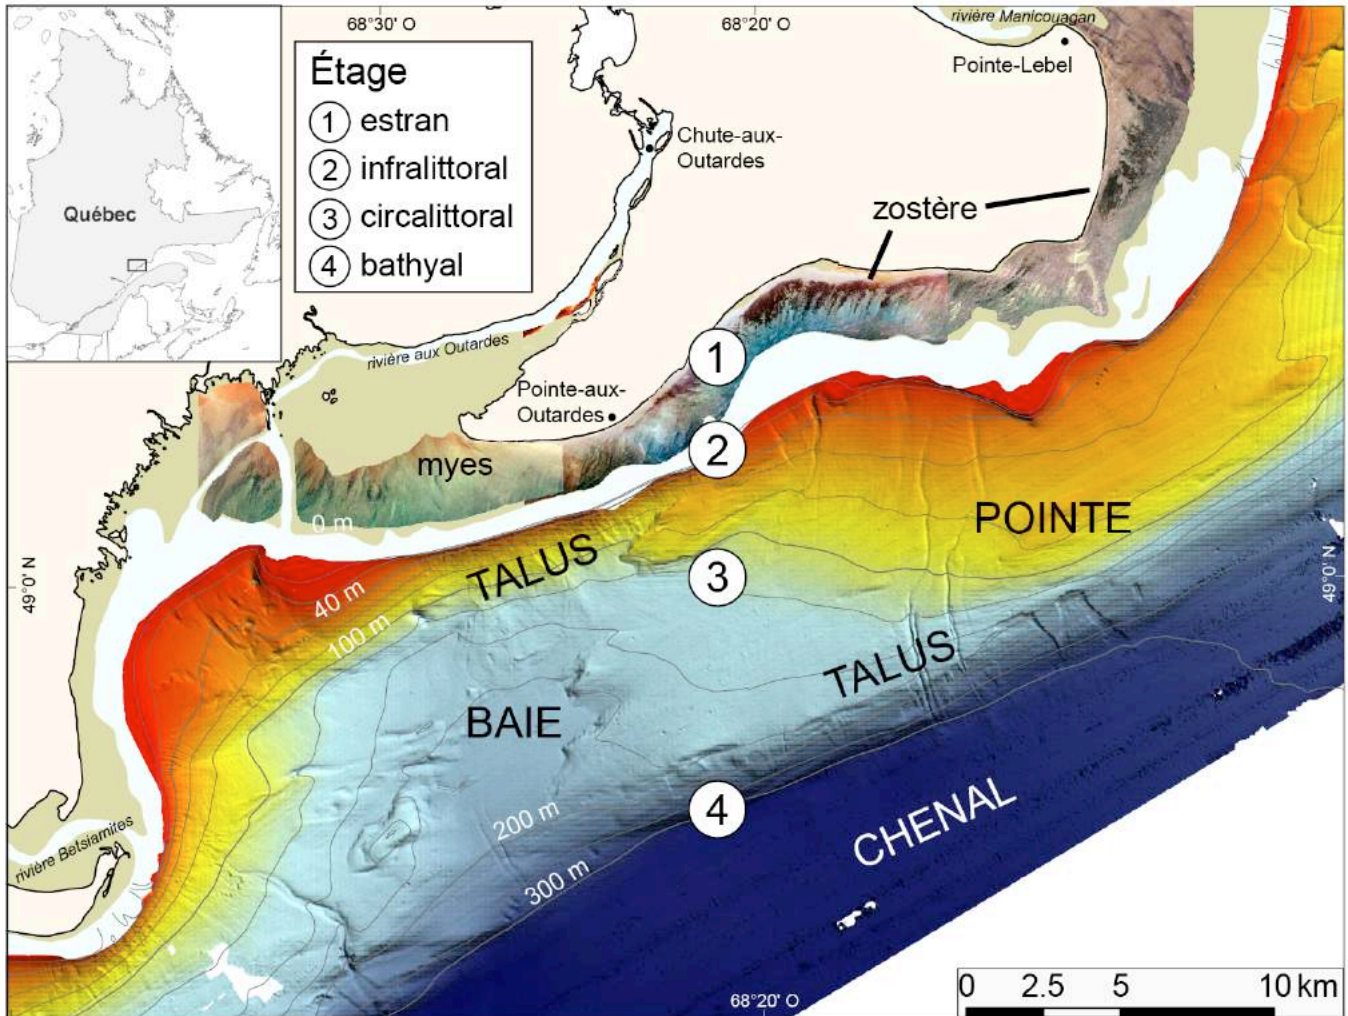 68°30' O
68°20' O
rivière Manicouagan
Pointe-Lebel
Étage
1 estran
2 infralittoral
3 circalittoral
4 bathyal
Québec
Chute-aux-
Outardes
zostère
rivière aux Outardes
Pointe-aux-
Outardes
1
2
myes
0 m
POINTE
TALUS
3
49°0' N
49°0' N
40 m
100 m
TALUS
BAIE
4
200 m
CHENAL
300 m
rivière Betsiamites
68°20' O
0 2.5 5 10 km